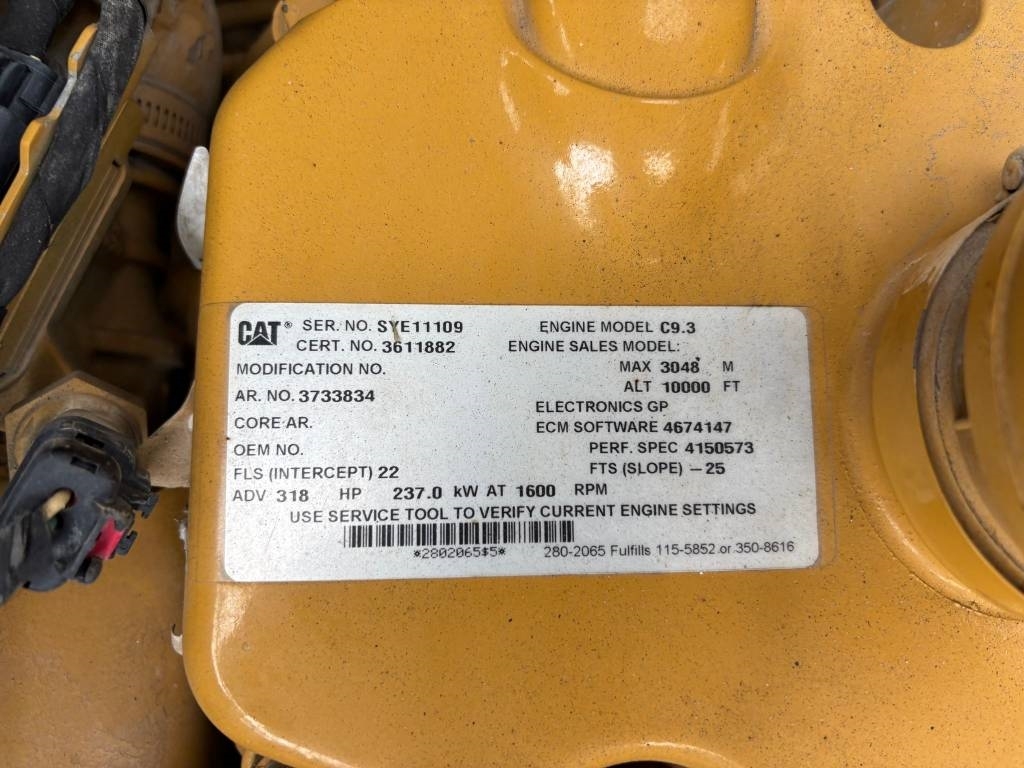 CAT® SER. NO. SYE11109 ENGINE MODEL C9.3
CERT. NO. 3611882 ENGINE SALES MODEL:
MODIFICATION NO. MAX 3048 M
ALT 10000 FT
AR. NO. 3733834
ELECTRONICS GP
CORE AR. ECM SOFTWARE 4674147
OEM NO. PERF. SPEC 4150573
FLS (INTERCEPT) 22 FTS (SLOPE) -25
ADV 318 HP 237.0 kW AT 1600 RPM
USE SERVICE TOOL TO VERIFY CURRENT ENGINE SETTINGS
*2802065$5* 280-2065 Fulfills 115-5852 or 350-8616